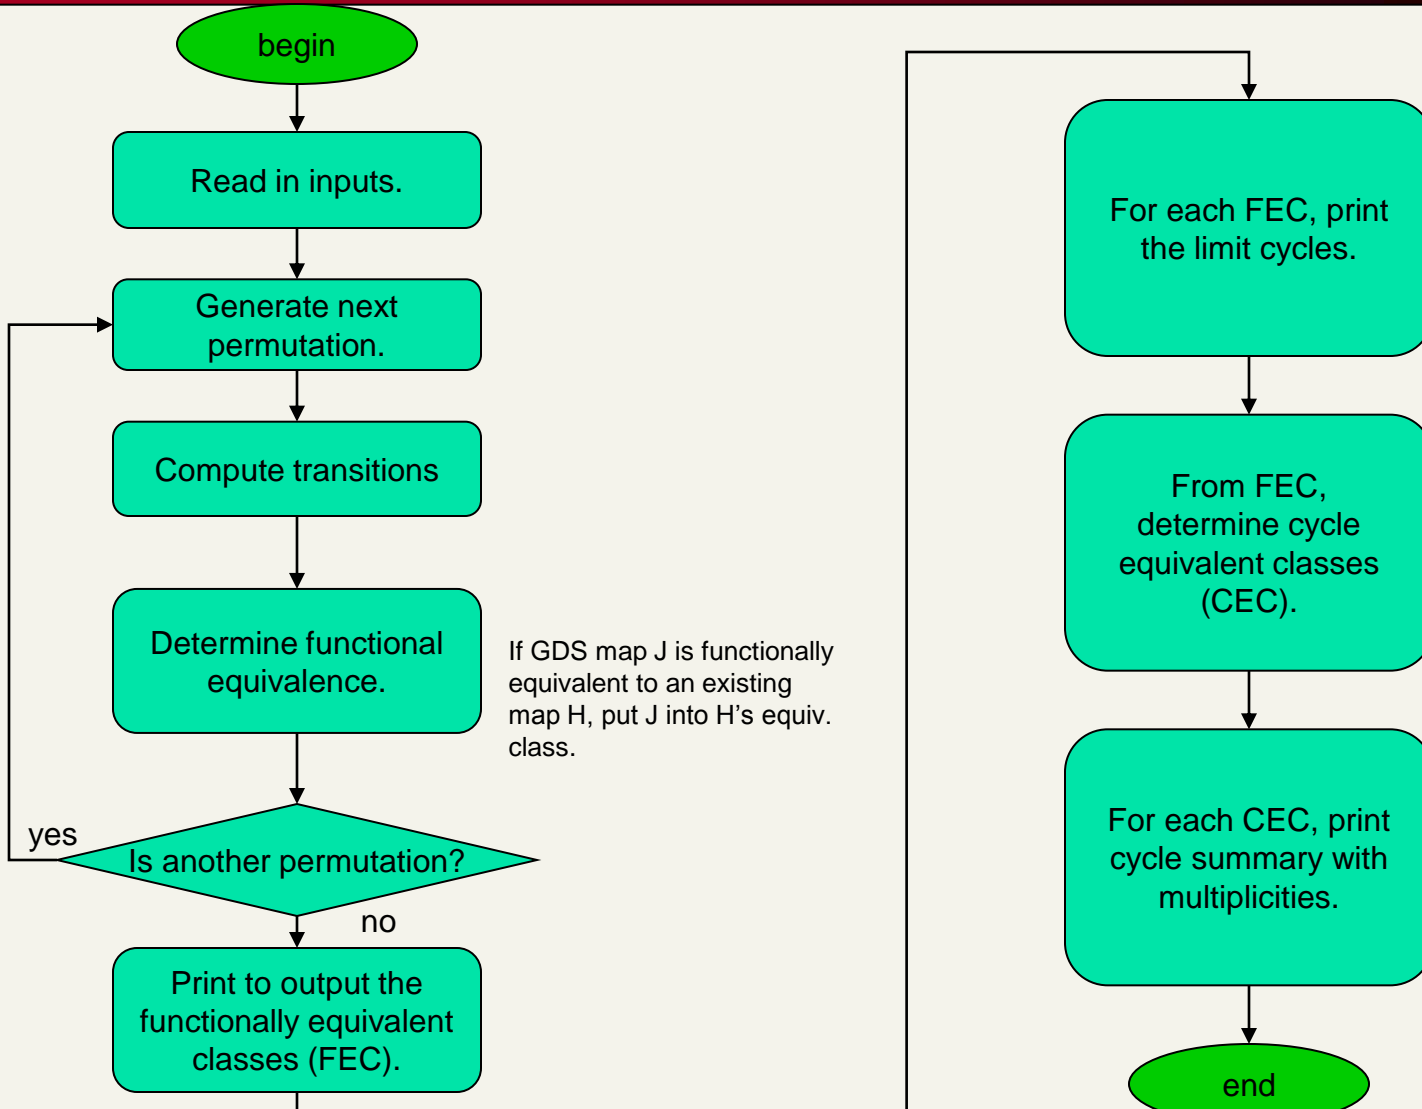 begin
Read in inputs.
Generate next
permutation.
Compute transitions
Determine functional
equivalence.
If GDS map J is functionally
equivalent to an existing
map H, put J into H’s equiv.
class.
yes
Is another permutation?
no
Print to output the
functionally equivalent
classes (FEC).
For each FEC, print
the limit cycles.
From FEC,
determine cycle
equivalent classes
(CEC).
For each CEC, print
cycle summary with
multiplicities.
end